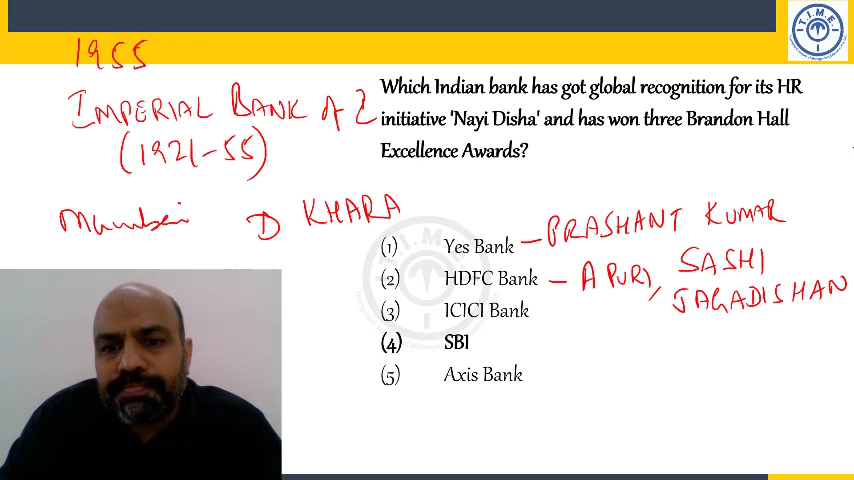 T.I.M.E.
1955
IMPERIAL BANK of I
(1921-55)
Mumbai D KHARA
Which Indian bank has got global recognition for its HR
initiative 'Nayi Disha' and has won three Brandon Hall
Excellence Awards?
(1) Yes Bank - PRASHANT KUMAR
(2) HDFC Bank - A PURI, SASHI
JAGADISHAN
(3) ICICI Bank
(4) SBI
(5) Axis Bank